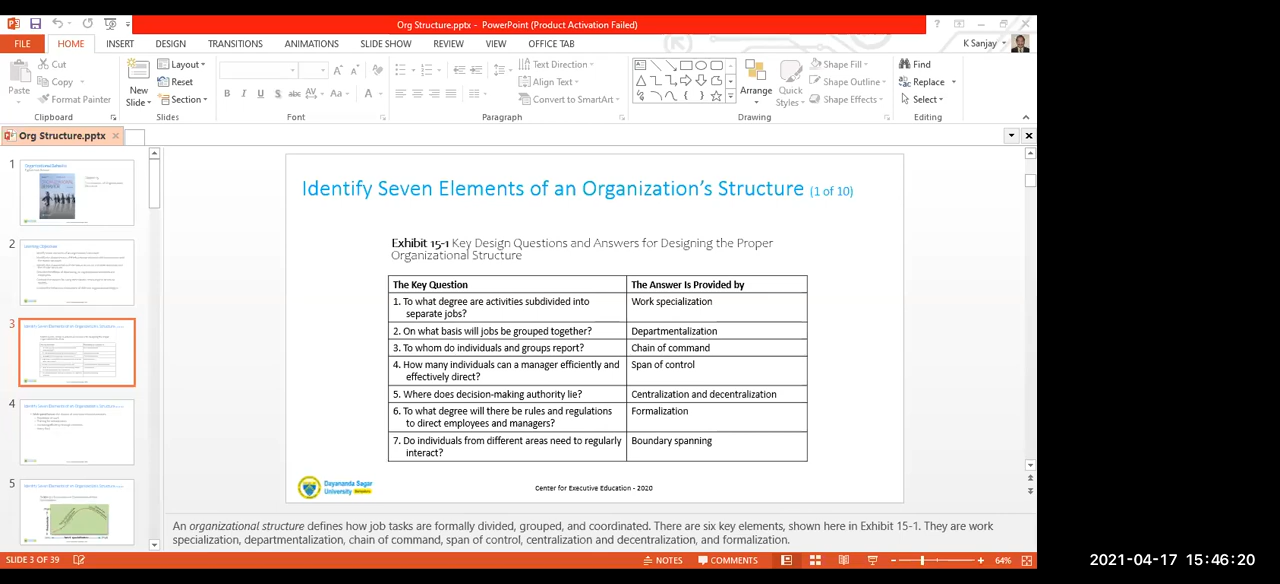 Org Structure.pptx - PowerPoint (Product Activation Failed)
FILE HOME INSERT DESIGN TRANSITIONS ANIMATIONS SLIDE SHOW REVIEW VIEW OFFICE TAB K Sanjay
Paste
Cut
Copy
Format Painter
Clipboard
New Slide
Layout
Reset
Section
Slides
Font
Text Direction
Align Text
Convert to SmartArt
Paragraph
Arrange
Quick Styles
Shape Fill
Shape Outline
Shape Effects
Drawing
Find
Replace
Select
Editing
Org Structure.pptx
1
2
3
4
5
Identify Seven Elements of an Organization's Structure (1 of 10)
Exhibit 15-1 Key Design Questions and Answers for Designing the Proper
Organizational Structure
The Key Question The Answer Is Provided by
1. To what degree are activities subdivided into
separate jobs? Work specialization
2. On what basis will jobs be grouped together? Departmentalization
3. To whom do individuals and groups report? Chain of command
4. How many individuals can a manager efficiently and
effectively direct? Span of control
5. Where does decision-making authority lie? Centralization and decentralization
6. To what degree will there be rules and regulations
to direct employees and managers? Formalization
7. Do individuals from different areas need to regularly
interact? Boundary spanning
Dayananda Sagar
University
Center for Executive Education - 2020
An organizational structure defines how job tasks are formally divided, grouped, and coordinated. There are six key elements, shown here in Exhibit 15-1. They are work
specialization, departmentalization, chain of command, span of control, centralization and decentralization, and formalization.
SLIDE 3 OF 39 NOTES COMMENTS 64%
2021-04-17 15:46:20